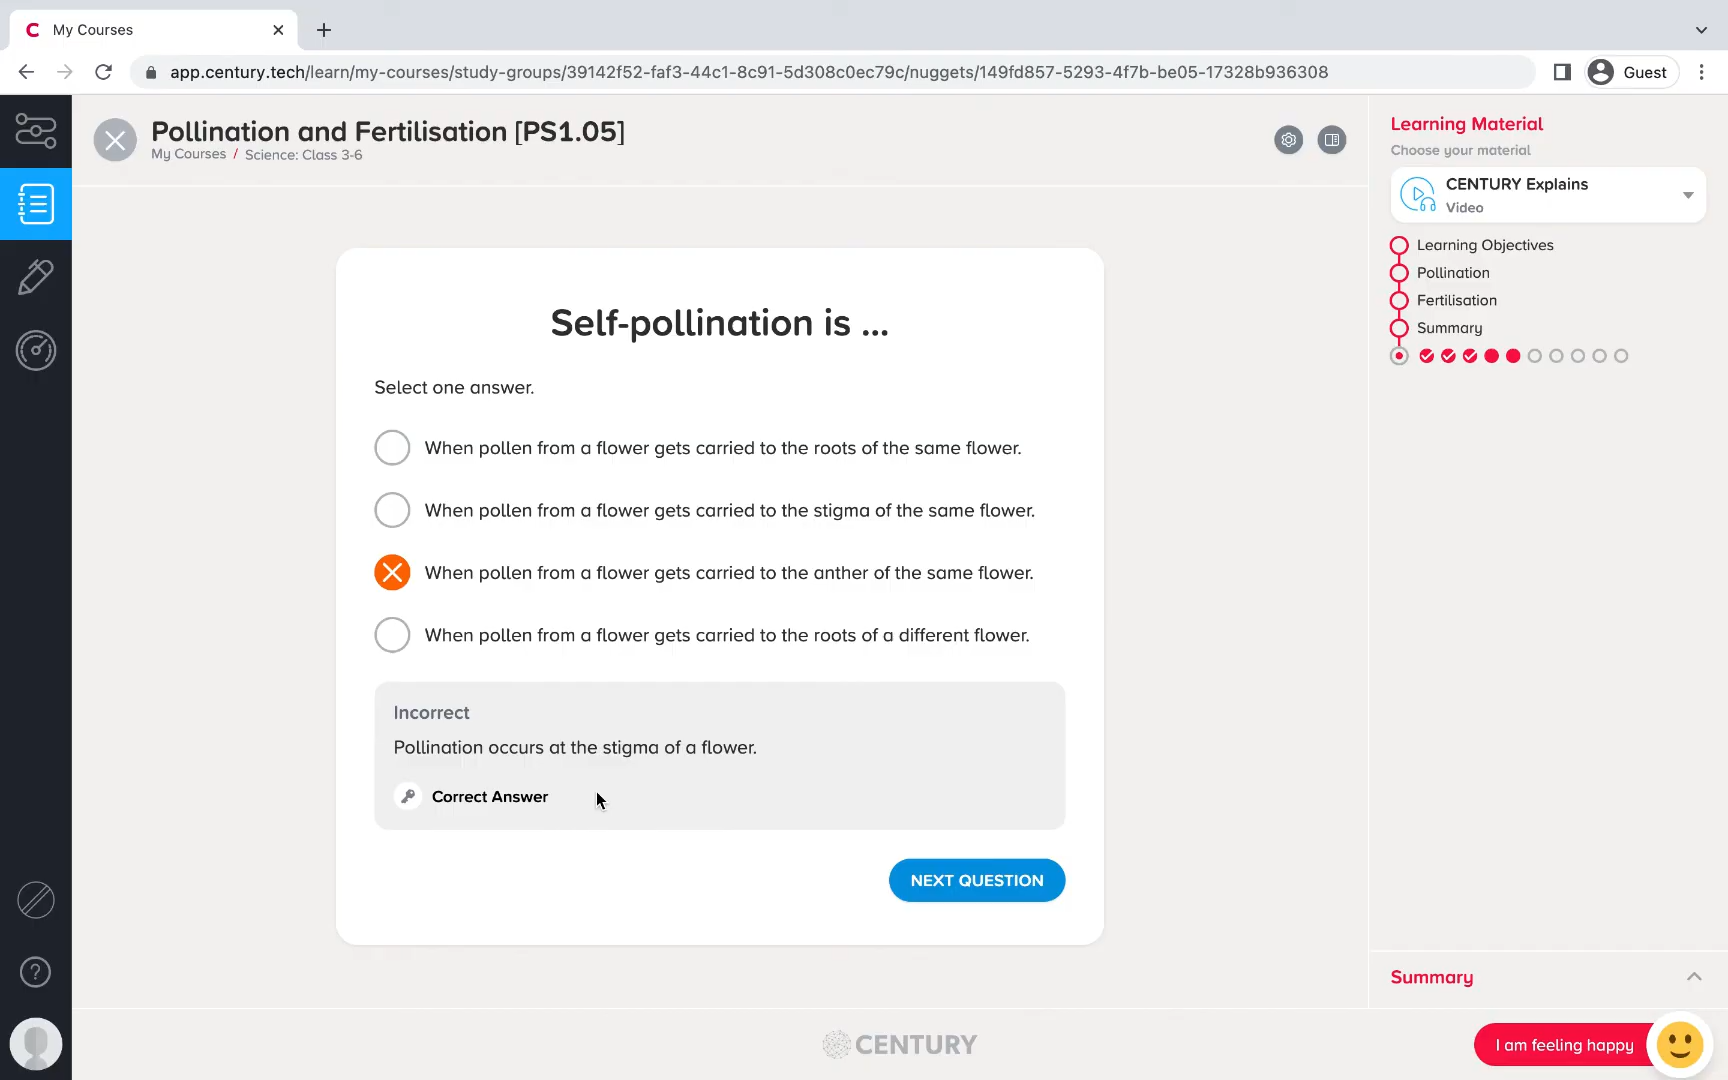 My Courses
app.century.tech/learn/my-courses/study-groups/39142f52-faf3-44c1-8c91-5d308c0ec79c/nuggets/149fd857-5293-4f7b-be05-17328b936308
Guest
Pollination and Fertilisation [PS1.05]
My Courses / Science: Class 3-6
Self-pollination is ...
Select one answer.
When pollen from a flower gets carried to the roots of the same flower.
When pollen from a flower gets carried to the stigma of the same flower.
When pollen from a flower gets carried to the anther of the same flower.
When pollen from a flower gets carried to the roots of a different flower.
Incorrect
Pollination occurs at the stigma of a flower.
Correct Answer
NEXT QUESTION
Learning Material
Choose your material
CENTURY Explains
Video
Learning Objectives
Pollination
Fertilisation
Summary
Summary
CENTURY
I am feeling happy